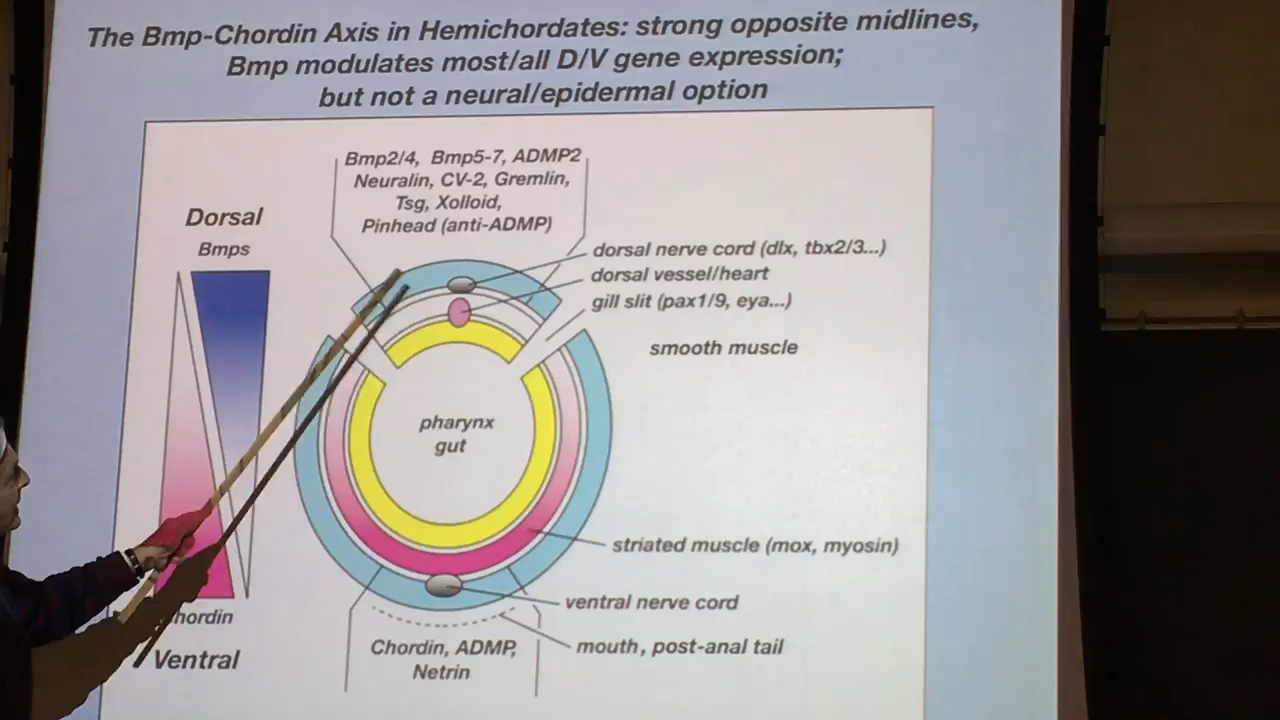 The Bmp-Chordin Axis in Hemichordates: strong opposite midlines,
Bmp modulates most/all D/V gene expression;
but not a neural/epidermal option
Bmp2/4, Bmp5-7, ADMP2
Neuralin, CV-2, Gremlin,
Tsg, Xolloid,
Pinhead (anti-ADMP)
Dorsal
Bmps
dorsal nerve cord (dlx, tbx2/3...)
dorsal vessel/heart
gill slit (pax1/9, eya...)
smooth muscle
pharynx
gut
striated muscle (mox, myosin)
ventral nerve cord
hordin
Ventral
mouth, post-anal tail
Chordin, ADMP,
Netrin